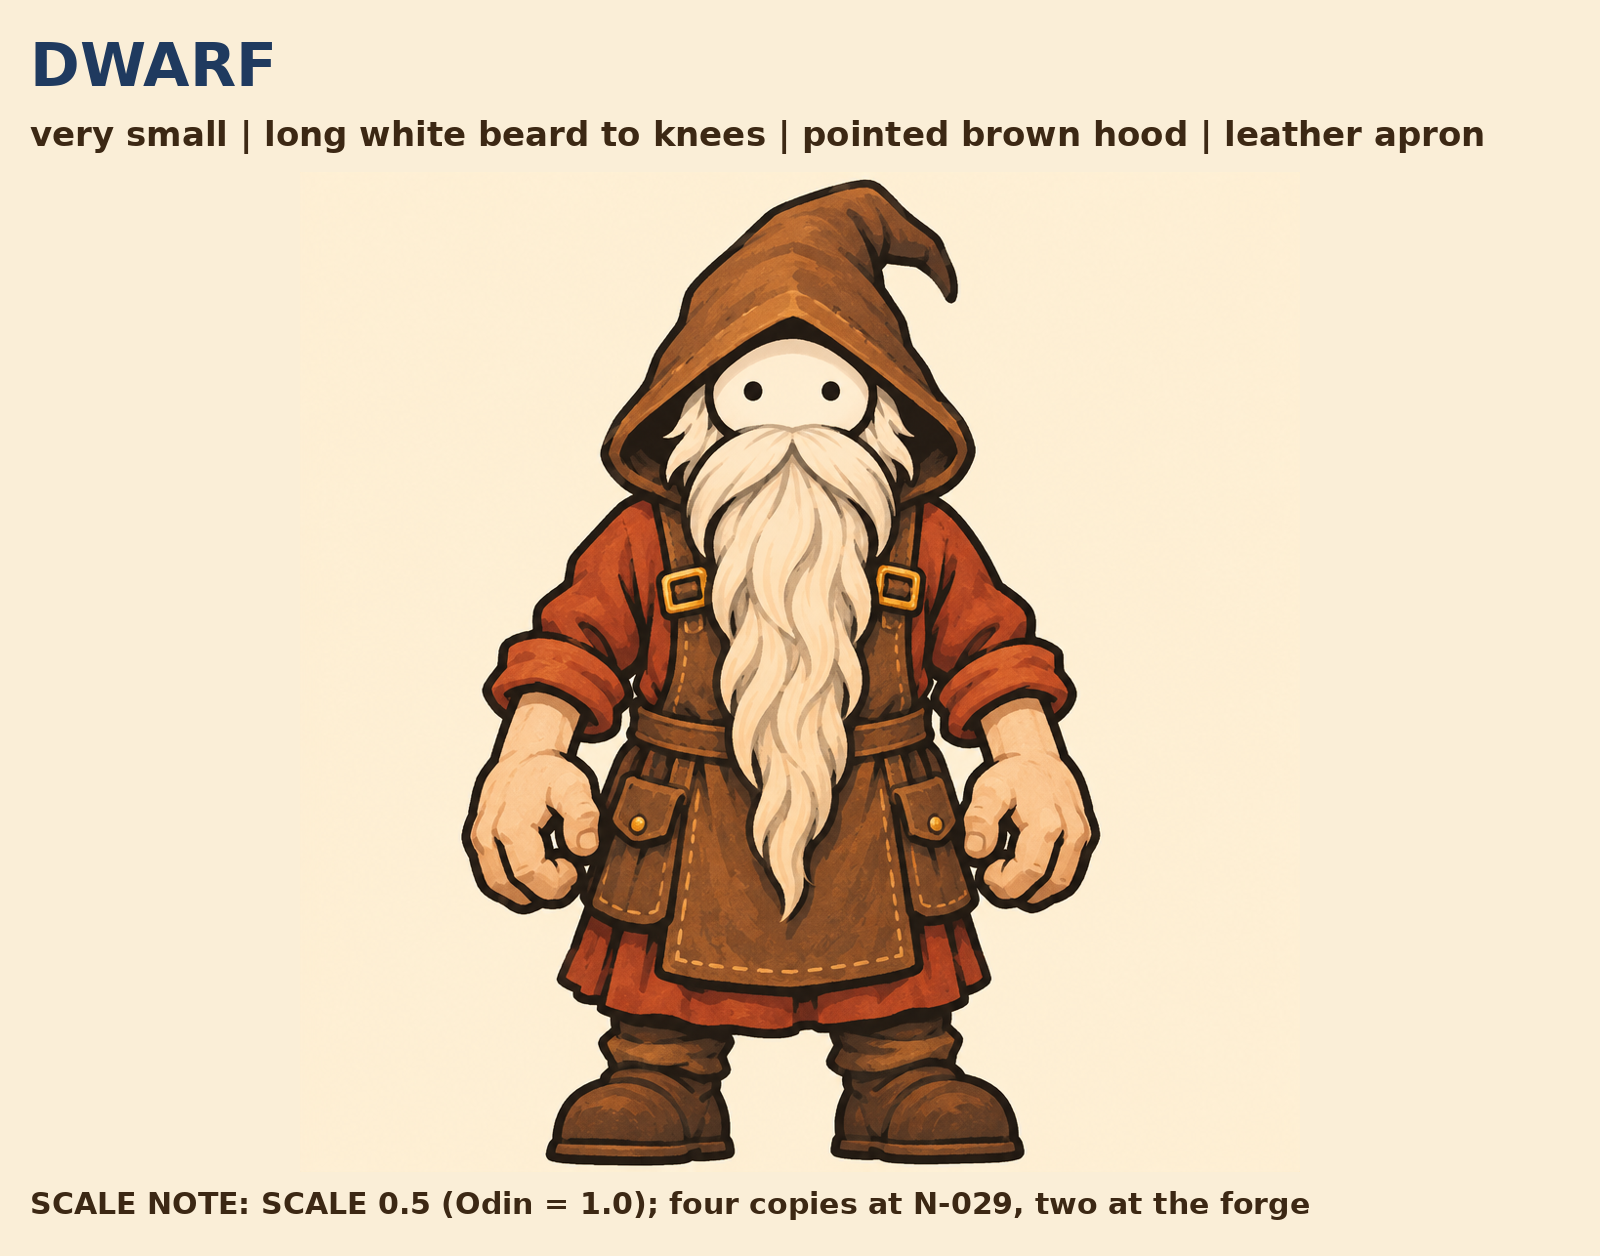 DWARF
very small | long white beard to knees | pointed brown hood | leather apron
SCALE NOTE: SCALE 0.5 (Odin = 1.0); four copies at N-029, two at the forge